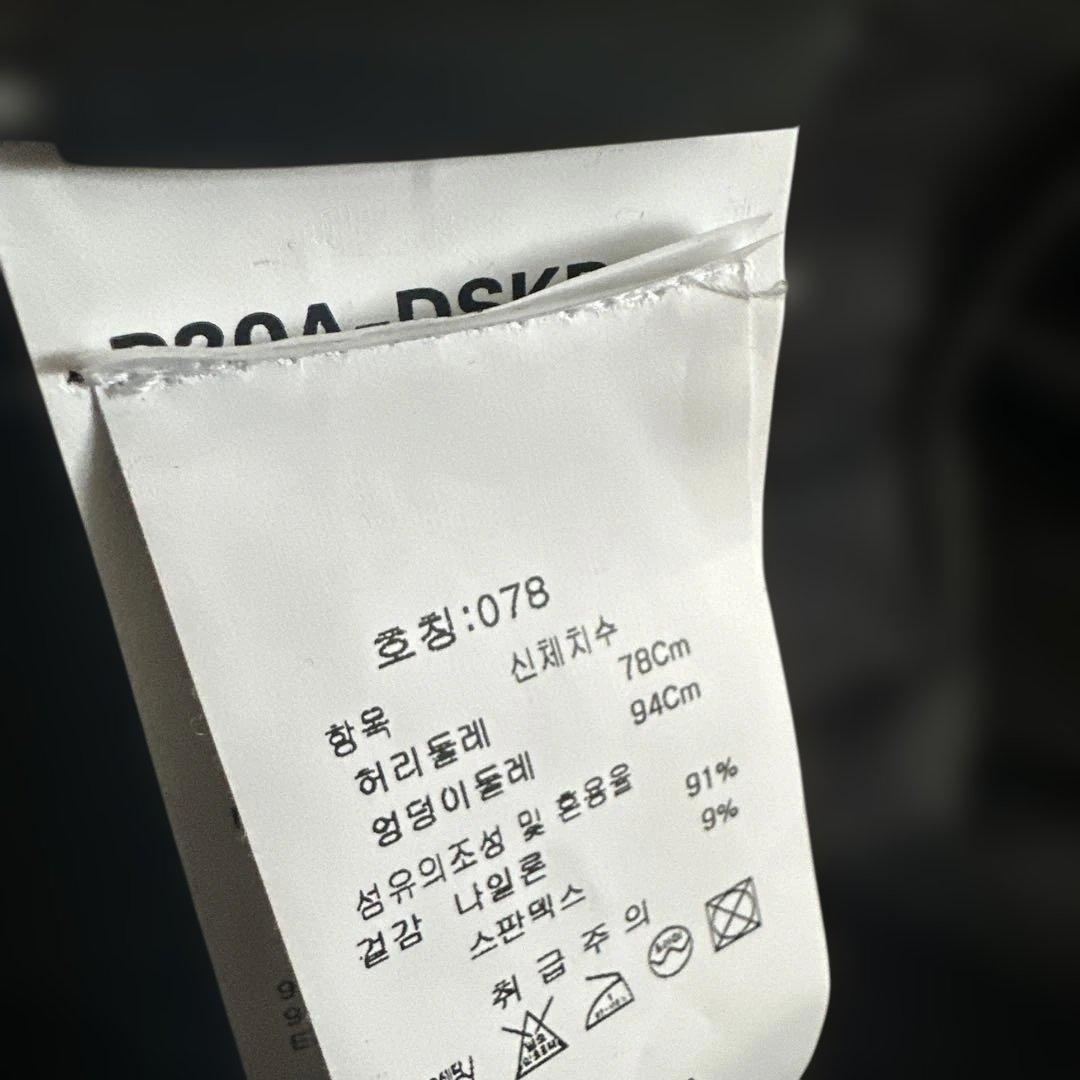 호칭:078
항목 신체치수
허리둘레 78Cm
엉덩이둘레 94Cm
섬유의조성 및 혼용율
겉감 나일론 91%
스판덱스 9%
취급주의